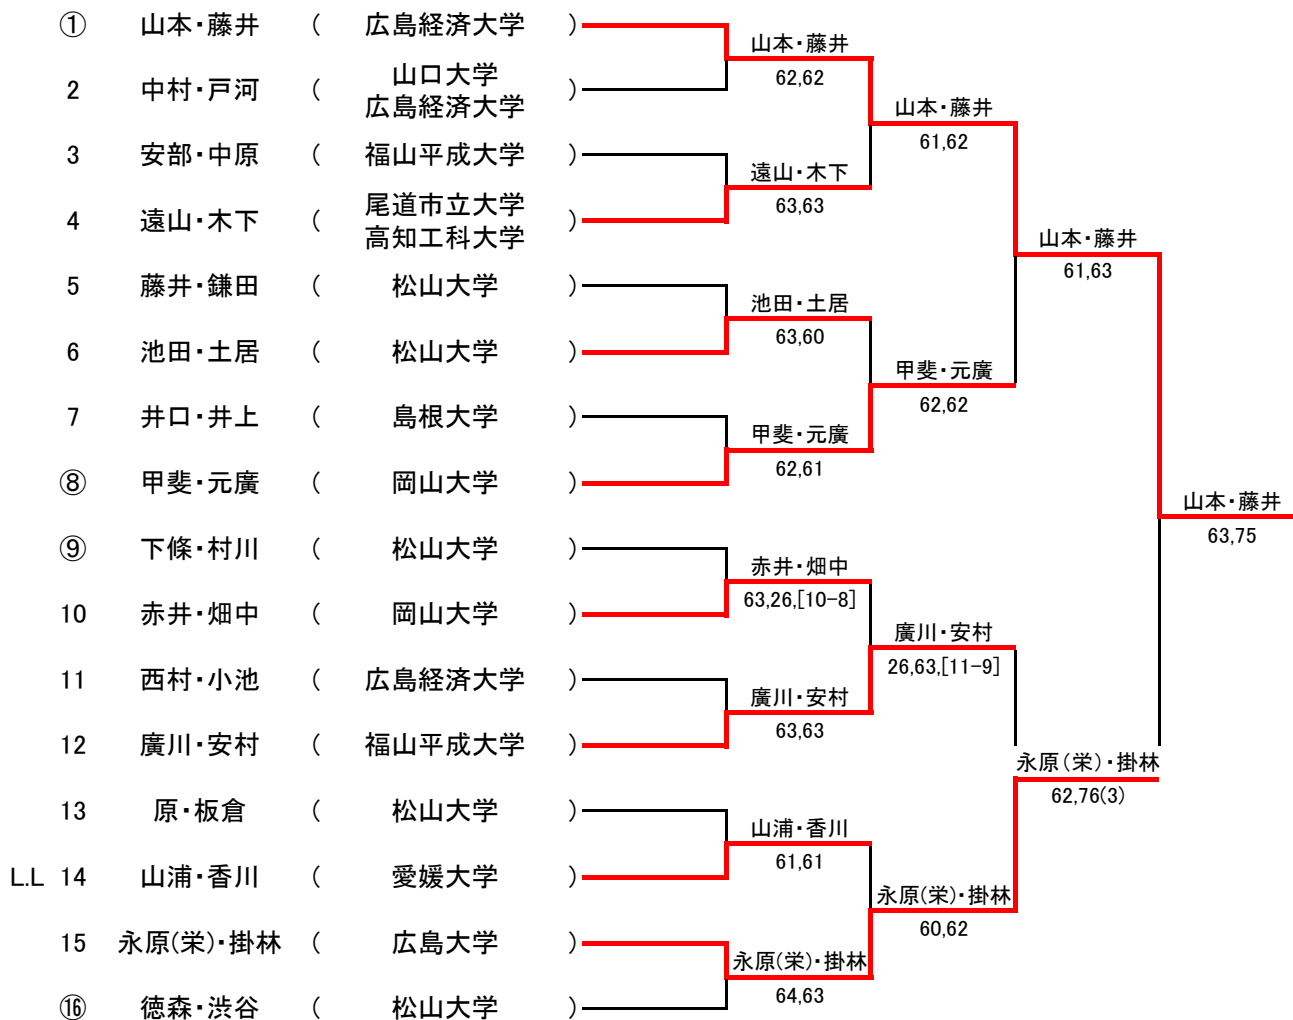 ① 山本・藤井 ( 広島経済大学 )
山本・藤井
62,62
2 中村・戸河 ( 山口大学 広島経済大学 )
山本・藤井
61,62
3 安部・中原 ( 福山平成大学 )
遠山・木下
63,63
4 遠山・木下 ( 尾道市立大学 高知工科大学 )
山本・藤井
61,63
5 藤井・鎌田 ( 松山大学 )
池田・土居
63,60
6 池田・土居 ( 松山大学 )
甲斐・元廣
62,62
7 井口・井上 ( 島根大学 )
甲斐・元廣
62,61
⑧ 甲斐・元廣 ( 岡山大学 )
山本・藤井
63,75
⑨ 下條・村川 ( 松山大学 )
赤井・畑中
63,26,[10-8]
10 赤井・畑中 ( 岡山大学 )
廣川・安村
26,63,[11-9]
11 西村・小池 ( 広島経済大学 )
廣川・安村
63,63
12 廣川・安村 ( 福山平成大学 )
永原(栄)・掛林
62,76(3)
13 原・板倉 ( 松山大学 )
山浦・香川
61,61
L.L 14 山浦・香川 ( 愛媛大学 )
永原(栄)・掛林
60,62
15 永原(栄)・掛林 ( 広島大学 )
永原(栄)・掛林
64,63
⑯ 徳森・渋谷 ( 松山大学 )